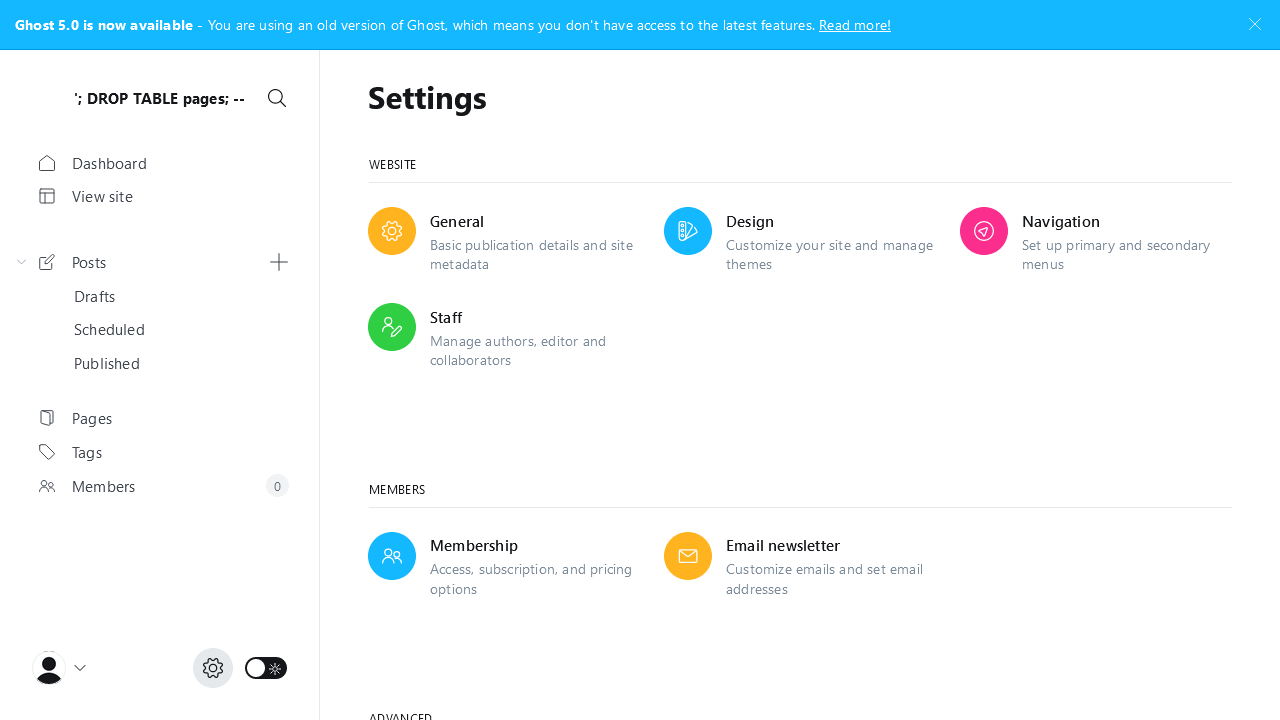 Ghost 5.0 is now available - You are using an old version of Ghost, which means you don't have access to the latest features. Read more!
'; DROP TABLE pages; --
Dashboard
View site
Posts
Drafts
Scheduled
Published
Pages
Tags
Members
0
Settings
WEBSITE
General
Basic publication details and site
metadata
Design
Customize your site and manage
themes
Navigation
Set up primary and secondary
menus
Staff
Manage authors, editor and
collaborators
MEMBERS
Membership
Access, subscription, and pricing
options
Email newsletter
Customize emails and set email
addresses
ADVANCED